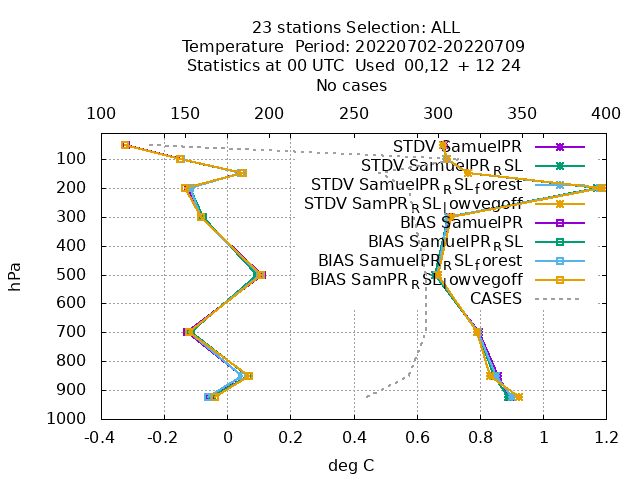 23 stations Selection: ALL
Temperature  Period: 20220702-20220709
Statistics at 00 UTC  Used  00,12  + 12 24
No cases
100 150 200 250 300 350 400
STDV SamuelPR
STDV SamuelPR_RSL
STDV SamuelPR_RSL_forest
STDV SamPR_RSL_lowvegoff
BIAS SamuelPR
BIAS SamuelPR_RSL
BIAS SamuelPR_RSL_forest
BIAS SamPR_RSL_lowvegoff
CASES
hPa
100
200
300
400
500
600
700
800
900
1000
-0.4 -0.2 0 0.2 0.4 0.6 0.8 1 1.2
deg C